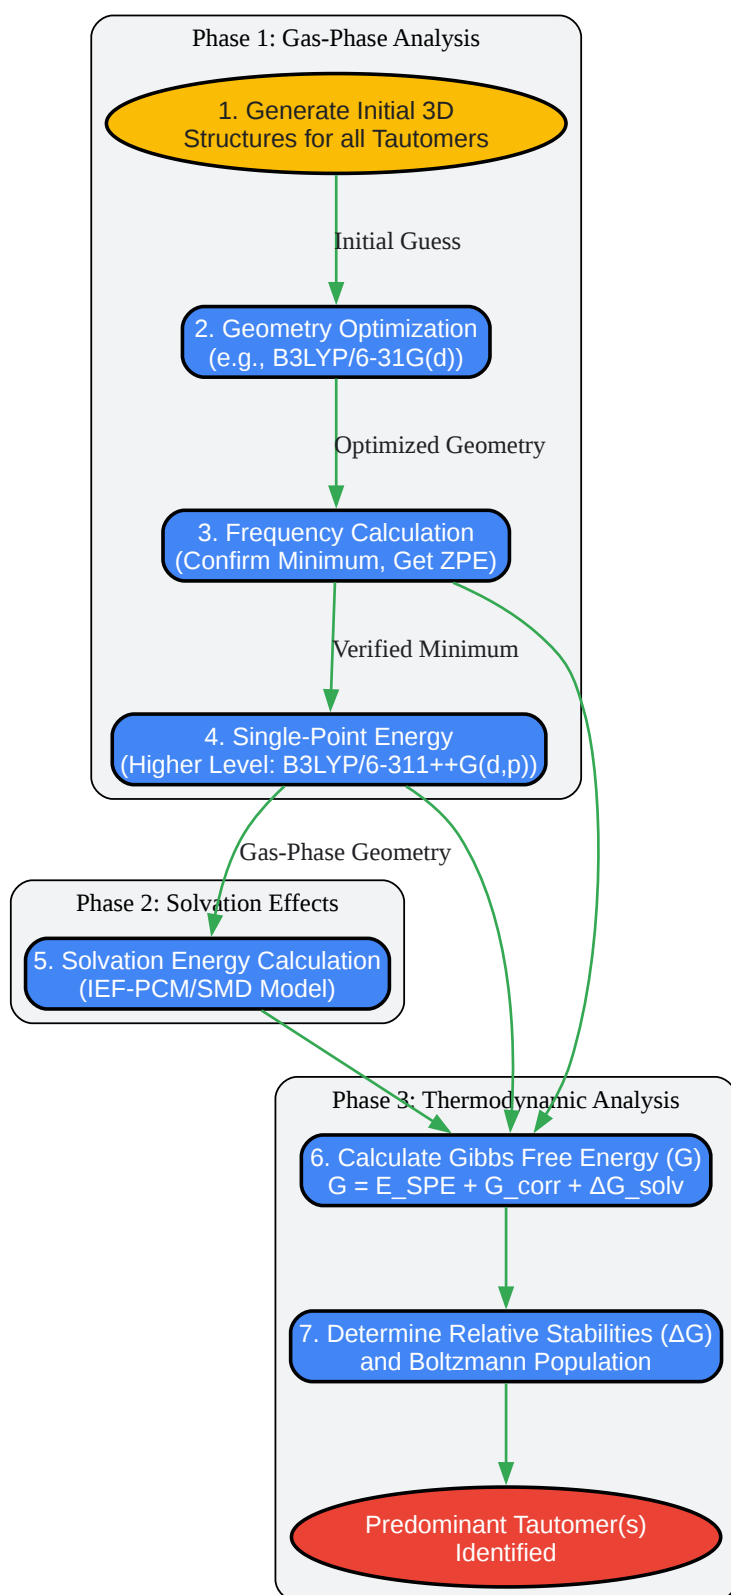 Phase 1: Gas-Phase Analysis
1. Generate Initial 3D
Structures for all Tautomers
Initial Guess
2. Geometry Optimization
(e.g., B3LYP/6-31G(d))
Optimized Geometry
3. Frequency Calculation
(Confirm Minimum, Get ZPE)
Verified Minimum
4. Single-Point Energy
(Higher Level: B3LYP/6-311++G(d,p))
Gas-Phase Geometry
Phase 2: Solvation Effects
5. Solvation Energy Calculation
(IEF-PCM/SMD Model)
Phase 3: Thermodynamic Analysis
6. Calculate Gibbs Free Energy (G)
G = E_SPE + G_corr + ΔG_solv
7. Determine Relative Stabilities (ΔG)
and Boltzmann Population
Predominant Tautomer(s)
Identified